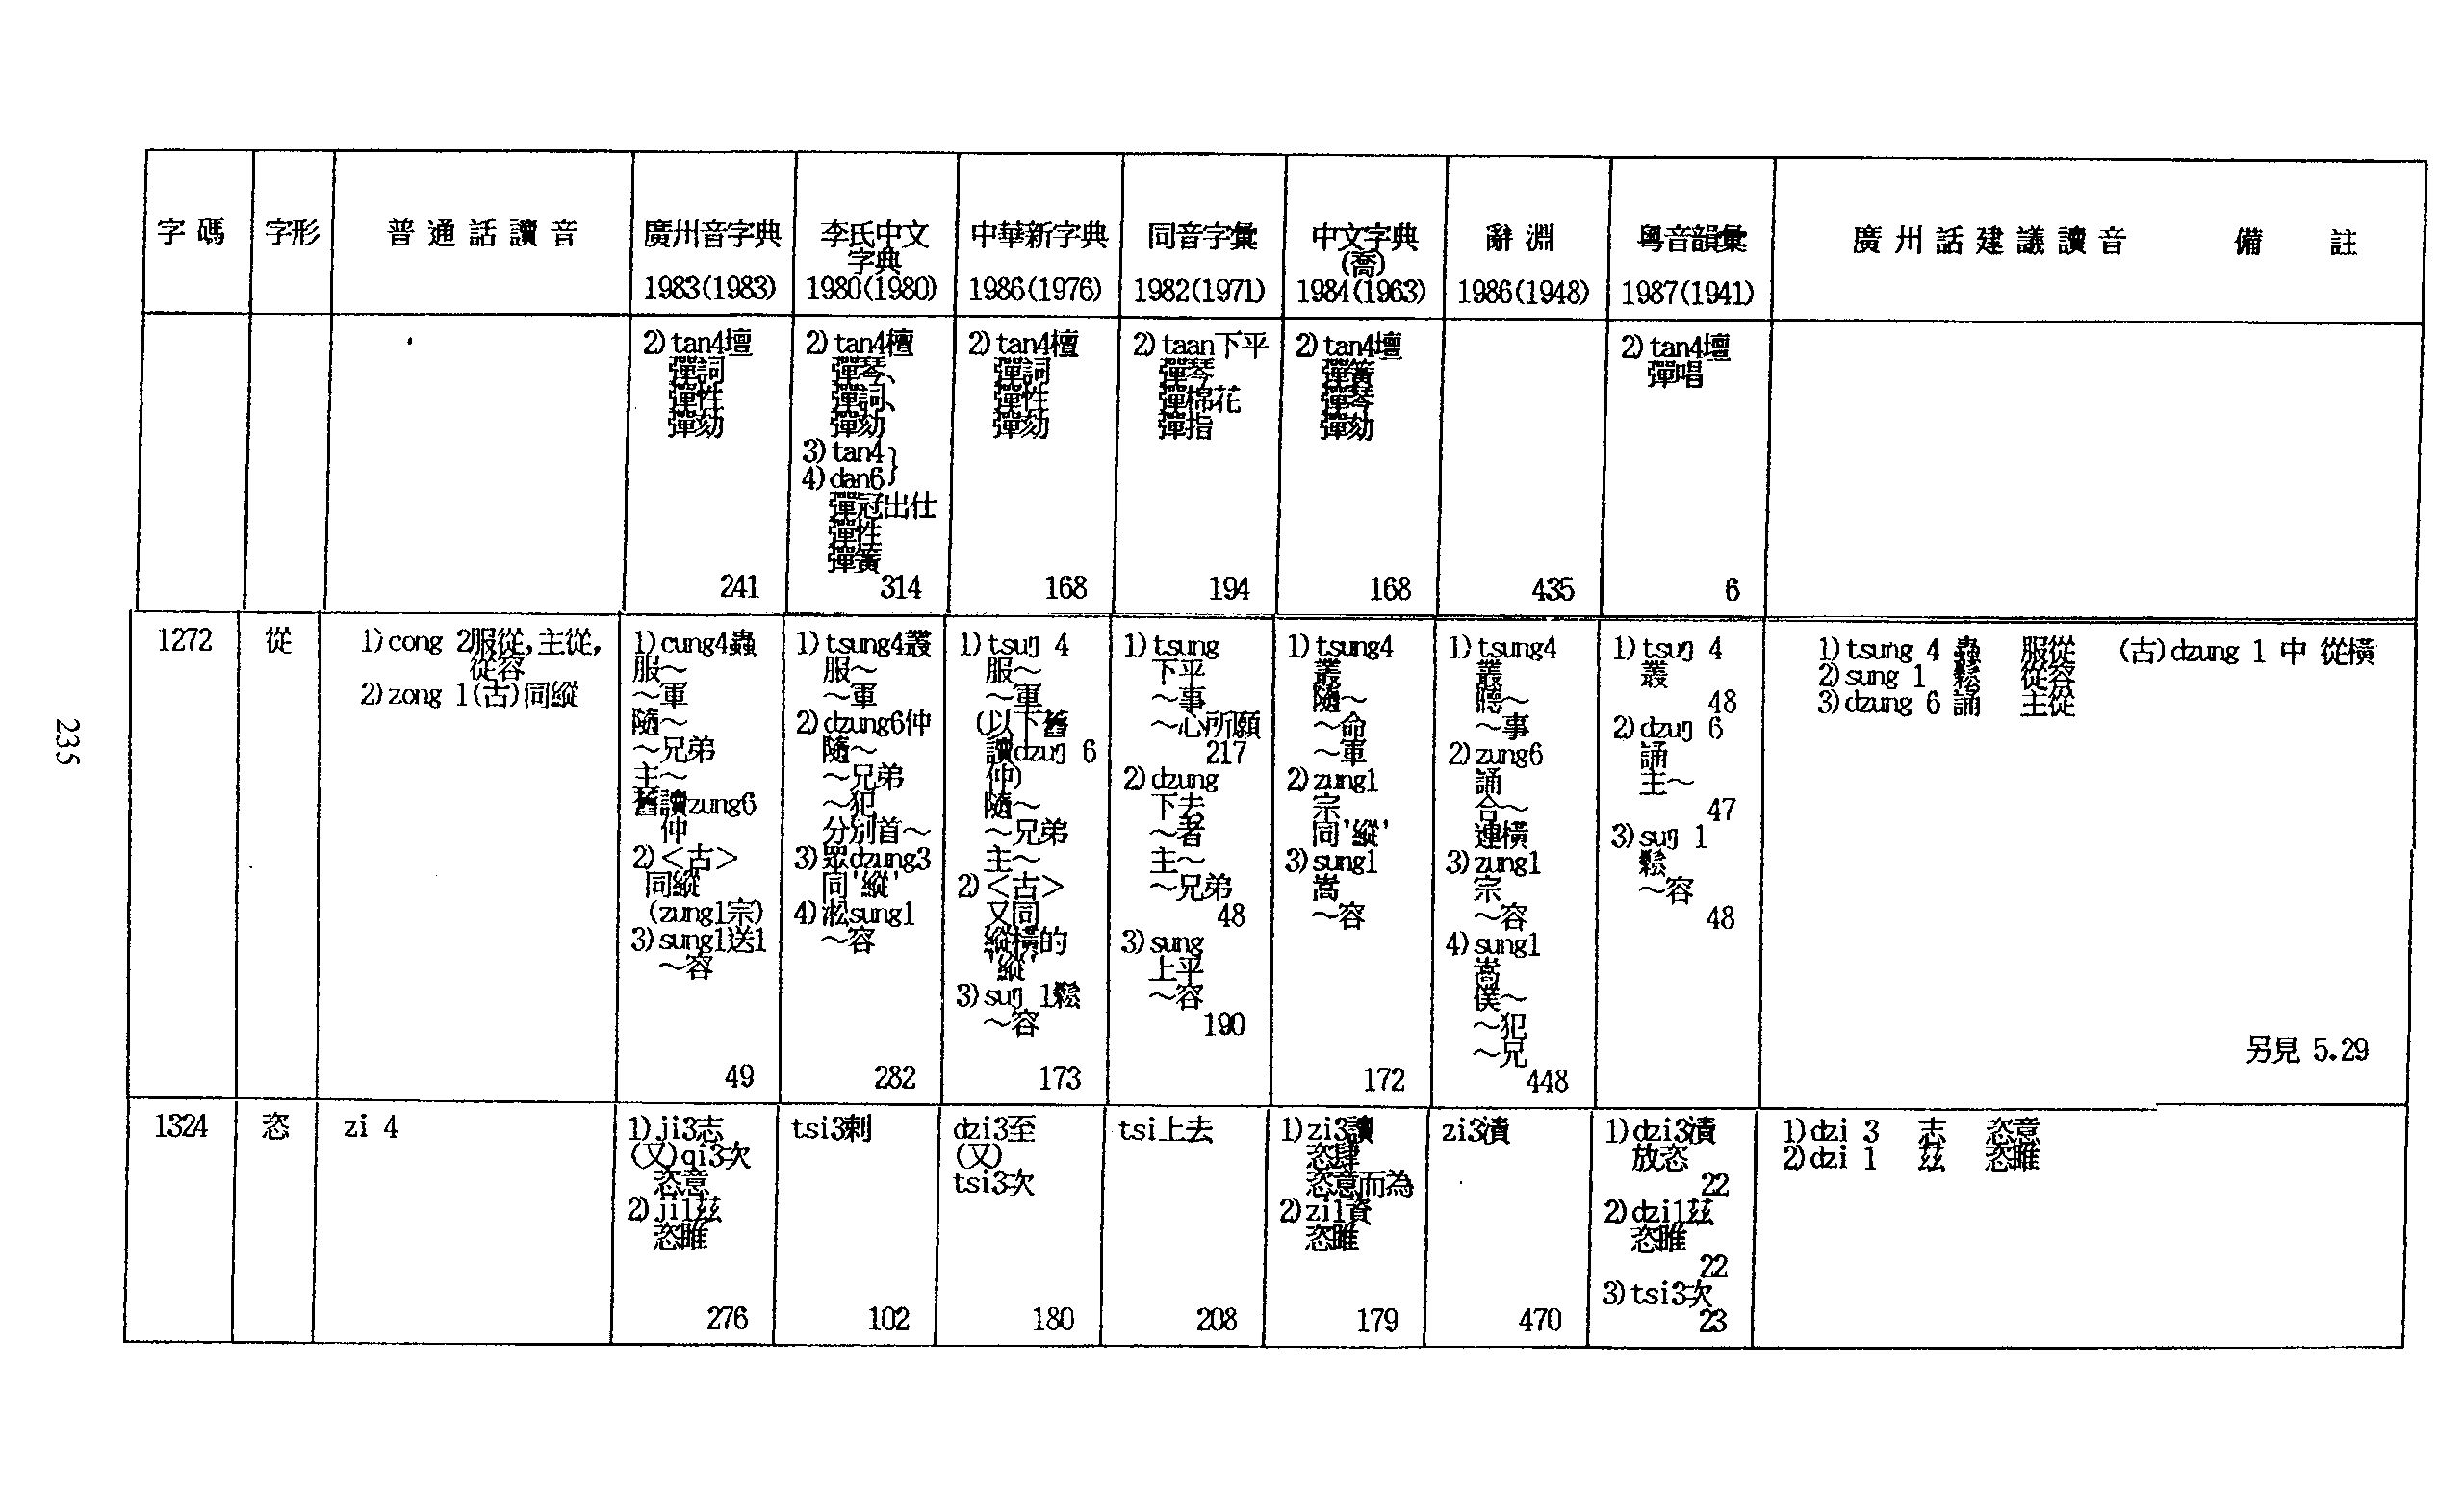 字碼
字形
普通話讀音
廣州音字典
1983(1983)
李氏中文
字典
1980(1980)
中華新字典
1986(1976)
同音字彙
1982(1971)
中文字典
(喬)
1984(1963)
辭淵
1986(1948)
粵音韻彙
1987(1941)
廣州話建議讀音
備註
2)tan4壇
彈詞
彈性
彈劾
241
2)tan4檀
彈琴、
彈詞、
彈劾
3)tan4}
4)dan6}
彈冠出仕
彈性
彈簧
314
2)tan4檀
彈詞
彈性
彈劾
168
2)taan下平
彈琴
彈棉花
彈指
194
2)tan4壇
彈簧
彈琴
彈劾
168
435
2)tan4壇
彈唱
6
1272
從
1)cong 2服從,主從,
從容
2)zong 1(古)同縱
1)cung4蟲
服～
～軍
隨～
～兄弟
主～
舊讀zung6
仲
2)<古>
同縱
(zung1宗)
3)sung1送1
～容
49
1)tsung4叢
服～
～軍
2)dzung6仲
隨～
～兄弟
～犯
分別首～
3)眾dzung3
同'縱'
4)淞sung1
～容
282
1)tsuŋ 4
服～
～軍
(以下舊
讀dzuŋ 6
仲)
隨～
～兄弟
主～
2)<古>
又同
縱橫的
'縱'
3)suŋ 1鬆
～容
173
1)tsung
下平
～事
～心所願
217
2)dzung
下去
～者
主～
～兄弟
48
3)sung
上平
～容
190
1)tsung4
叢
隨～
～命
～軍
2)zung1
宗
同'縱'
3)sung1
嵩
～容
172
1)tsung4
叢
聽～
～事
2)zung6
誦
合～
連橫
3)zung1
宗
～容
4)sung1
嵩
僕～
～犯
～兄
448
1)tsuŋ 4
叢
48
2)dzuŋ 6
誦
主～
47
3)suŋ 1
鬆
～容
48
1)tsung 4 蟲 服從 (古)dzung 1 中 從橫
2)sung 1 鬆 從容
3)dzung 6 誦 主從
另見 5.29
1324
恣
zi 4
1)ji3志
(又)qi3次
恣意
2)ji1茲
恣睢
276
tsi3刺
102
dzi3至
(又)
tsi3次
180
tsi上去
208
1)zi3讀
恣肆
恣意而為
2)zi1資
恣睢
179
zi3漬
470
1)dzi3漬
放恣
22
2)dzi1茲
恣睢
22
3)tsi3次
23
1)dzi 3 志 恣意
2)dzi 1 茲 恣睢
235